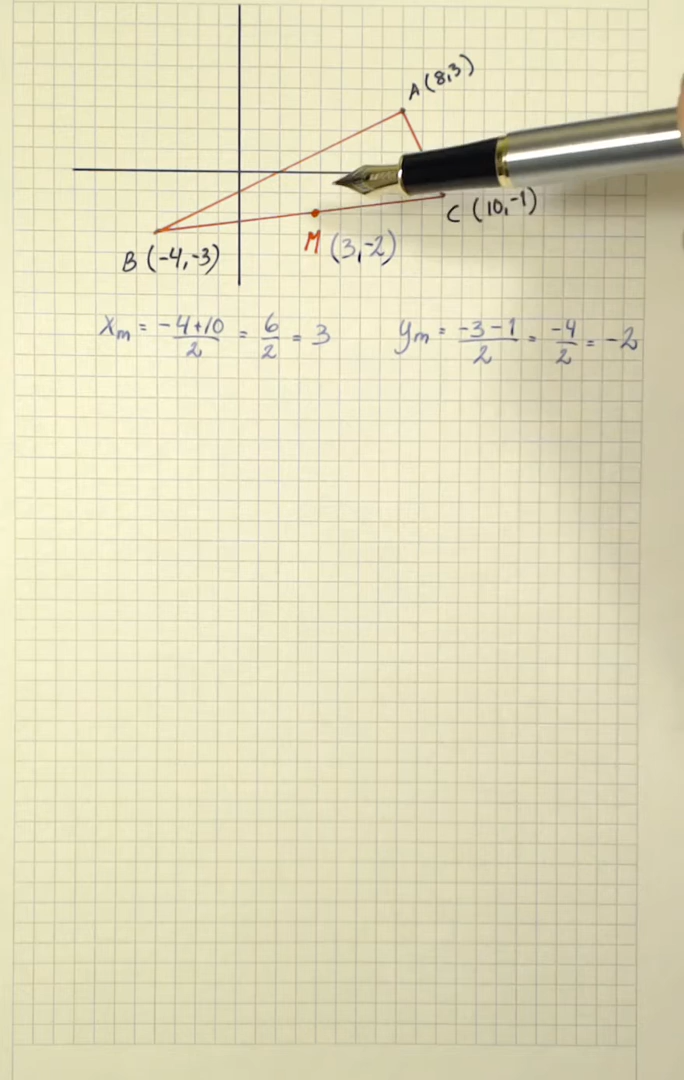 A (8,3)
C (10,-1)
M (3,-2)
B (-4,-3)
xm = -4+10/2 = 6/2 = 3
ym = -3-1/2 = -4/2 = -2